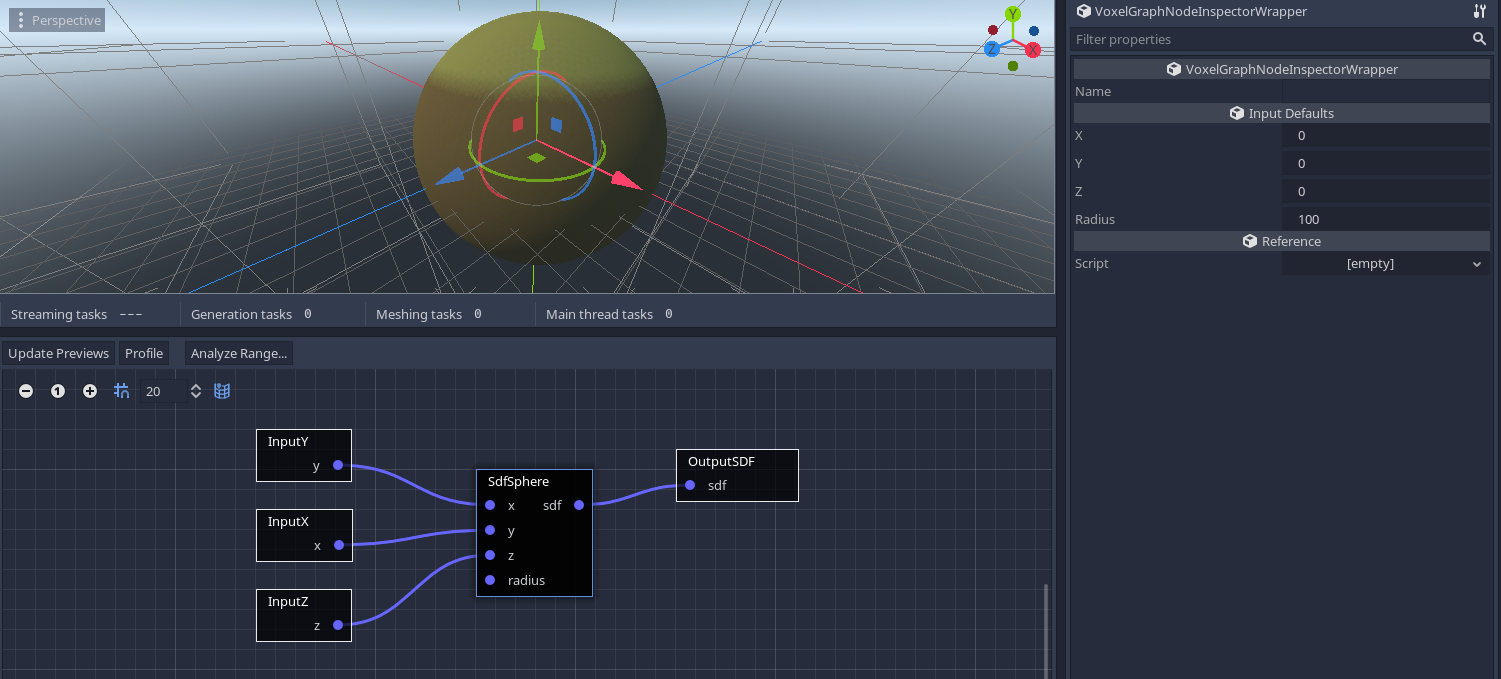 Perspective
Y
Z
X
Streaming tasks ---
Generation tasks 0
Meshing tasks 0
Main thread tasks 0
Update Previews
Profile
Analyze Range...
1
20
InputY
y
InputX
x
InputZ
z
SdfSphere
x sdf
y
z
radius
OutputSDF
sdf
VoxelGraphNodeInspectorWrapper
Filter properties
VoxelGraphNodeInspectorWrapper
Name
Input Defaults
X 0
Y 0
Z 0
Radius 100
Reference
Script [empty]